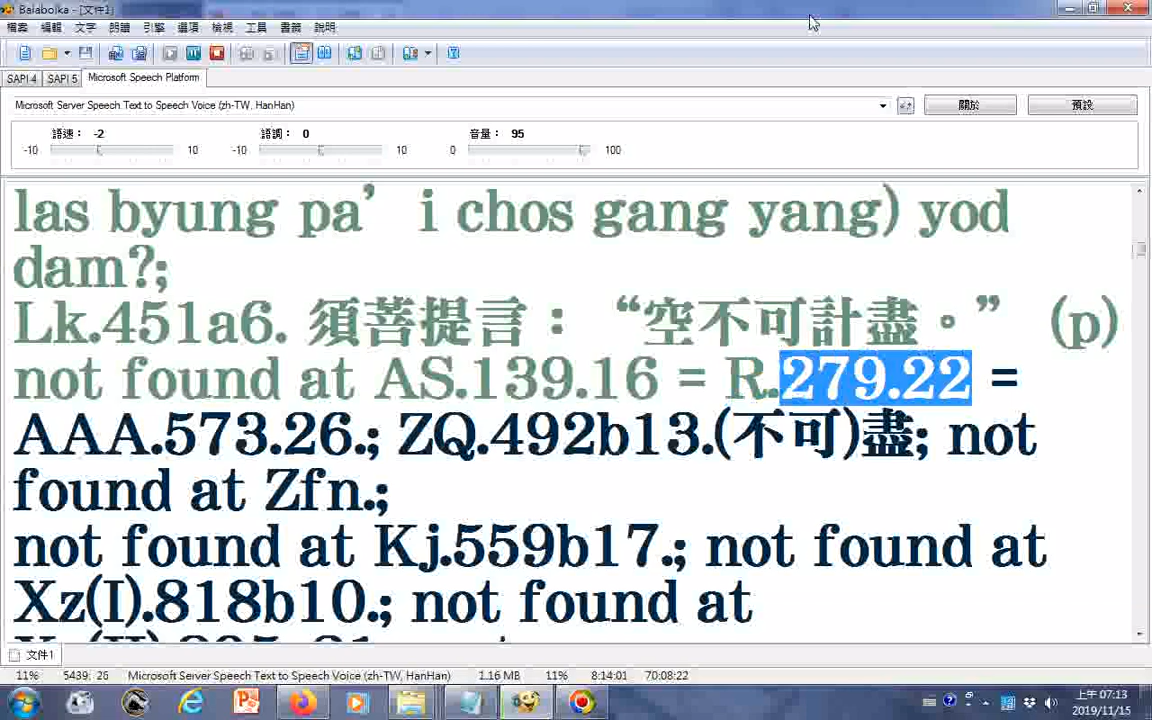 Balabolka - [文件1]
檔案 編輯 文字 朗讀 引擎 選項 檢視 工具 書籤 說明
SAPI 4 SAPI 5 Microsoft Speech Platform
Microsoft Server Speech Text to Speech Voice (zh-TW, HanHan) 關於 預設
語速： -2 語調： 0 音量： 95
-10 10 -10 10 0 100
las byung pa’ i chos gang yang) yod
dam?;
Lk.451a6. 須菩提言：“空不可計盡。” (p)
not found at AS.139.16 = R.279.22 =
AAA.573.26.; ZQ.492b13.(不可)盡; not
found at Zfn.;
not found at Kj.559b17.; not found at
Xz(I).818b10.; not found at
文件1
11% 5439, 26 Microsoft Server Speech Text to Speech Voice (zh-TW, HanHan) 1.16 MB 11% 8:14:01 70:08:22
上午 07:13
2019/11/15